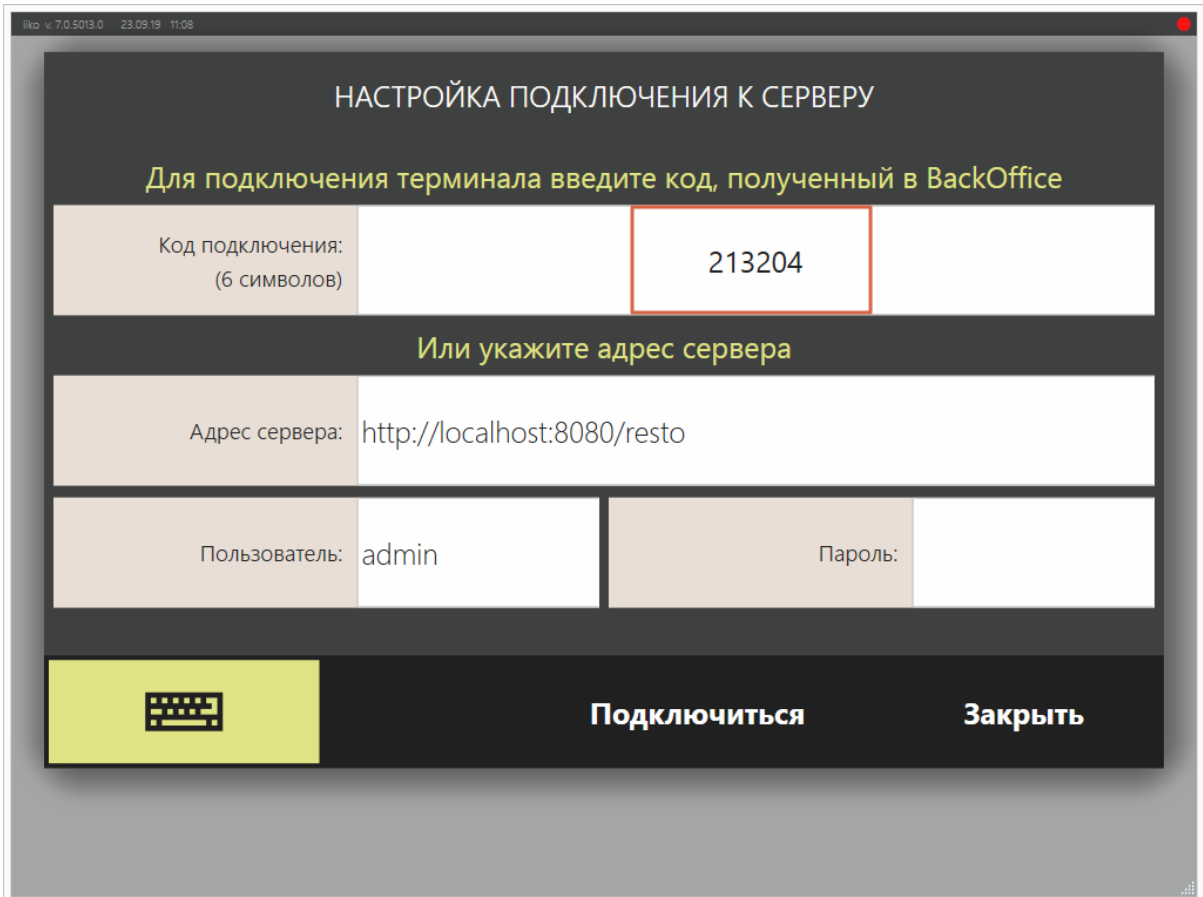 iiko v. 7.0.5013.0 23.09.19 11:08
НАСТРОЙКА ПОДКЛЮЧЕНИЯ К СЕРВЕРУ
Для подключения терминала введите код, полученный в BackOffice
Код подключения:
(6 символов)
213204
Или укажите адрес сервера
Адрес сервера: http://localhost:8080/resto
Пользователь: admin Пароль:
Подключиться Закрыть